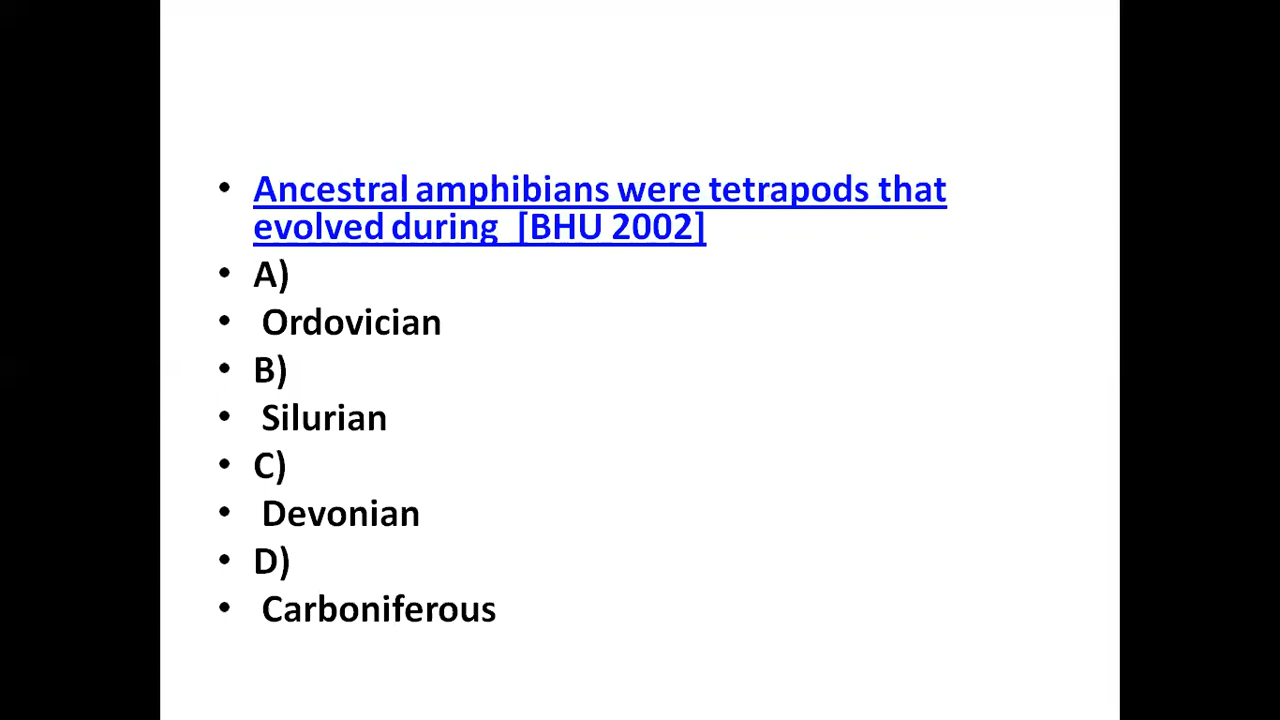 • Ancestral amphibians were tetrapods that
evolved during  [BHU 2002]
• A)
• Ordovician
• B)
• Silurian
• C)
• Devonian
• D)
• Carboniferous